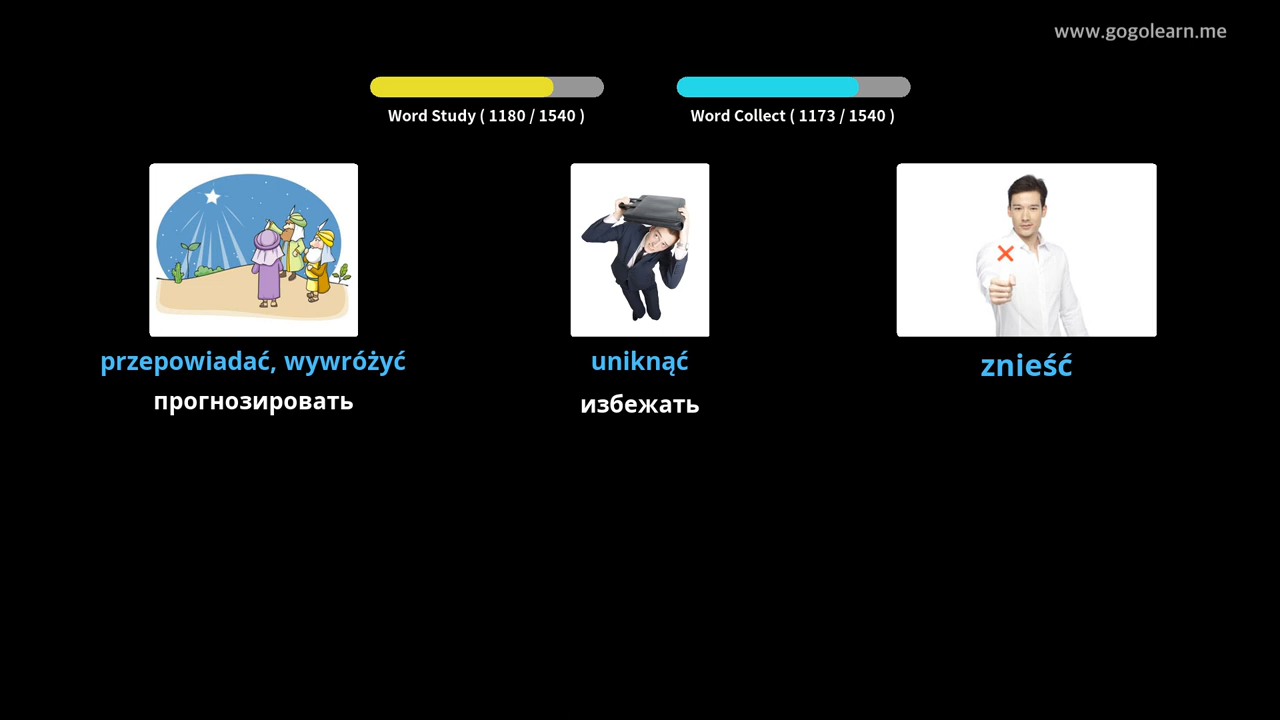 www.gogolearn.me
Word Study ( 1180 / 1540 )
Word Collect ( 1173 / 1540 )
przepowiadać, wywróżyć
прогнозировать
uniknąć
избежать
znieść